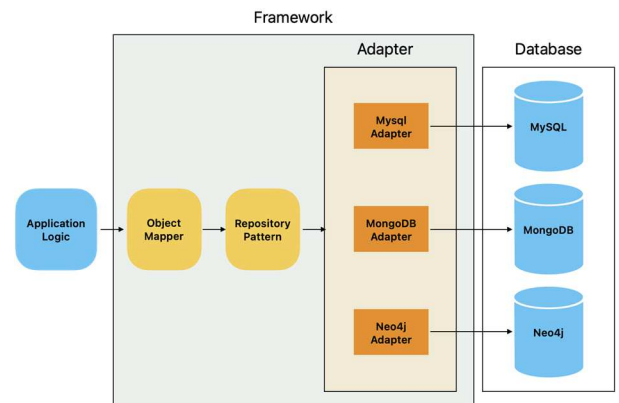 Framework
Adapter
Database
Mysql
Adapter
MySQL
Application
Logic
Object
Mapper
Repository
Pattern
MongoDB
Adapter
MongoDB
Neo4j
Adapter
Neo4j